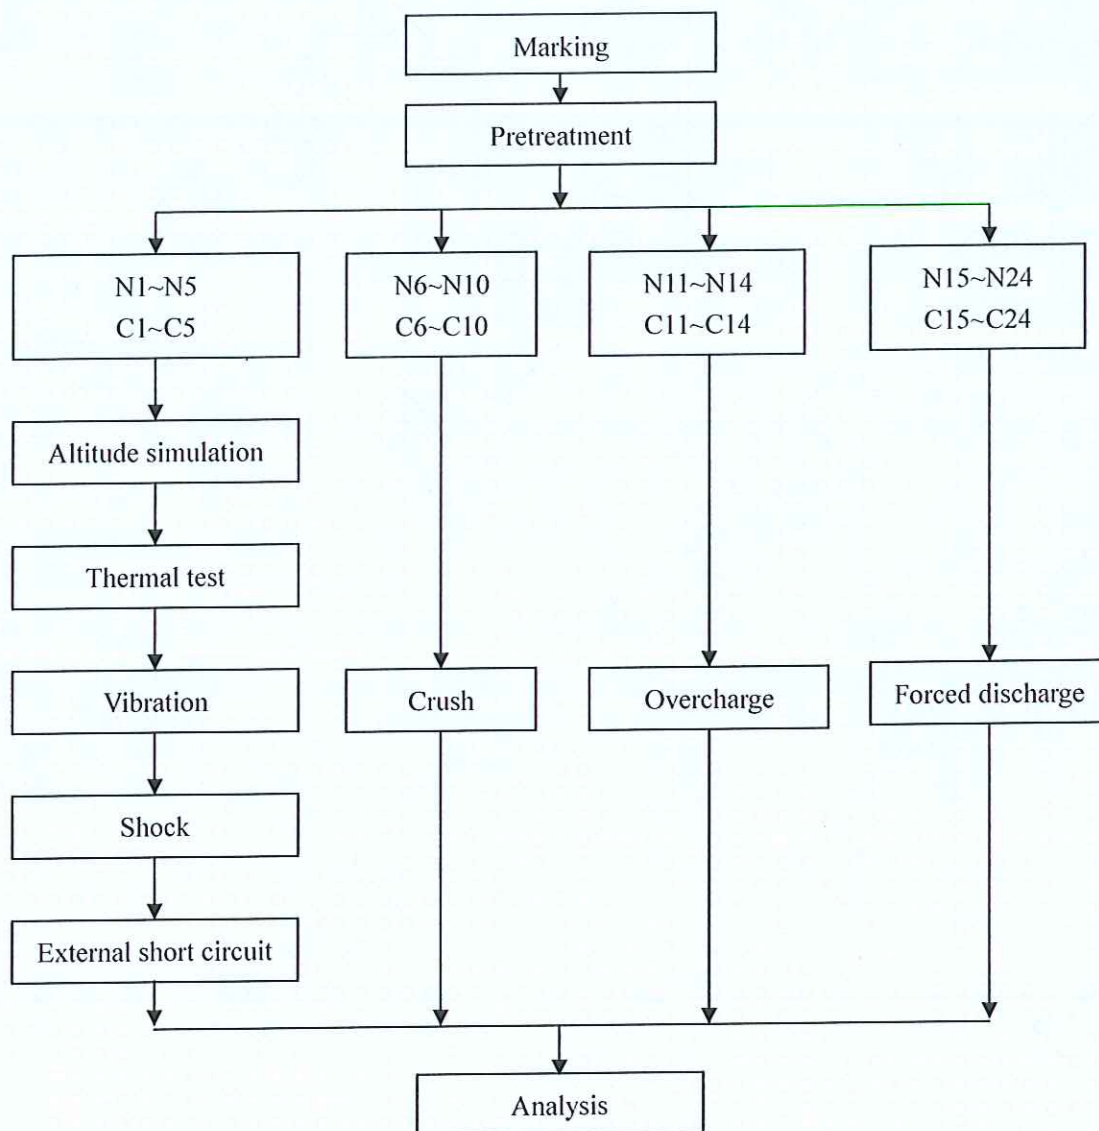 Marking
Pretreatment
N1~N5
C1~C5
N6~N10
C6~C10
N11~N14
C11~C14
N15~N24
C15~C24
Altitude simulation
Thermal test
Vibration
Crush
Overcharge
Forced discharge
Shock
External short circuit
Analysis